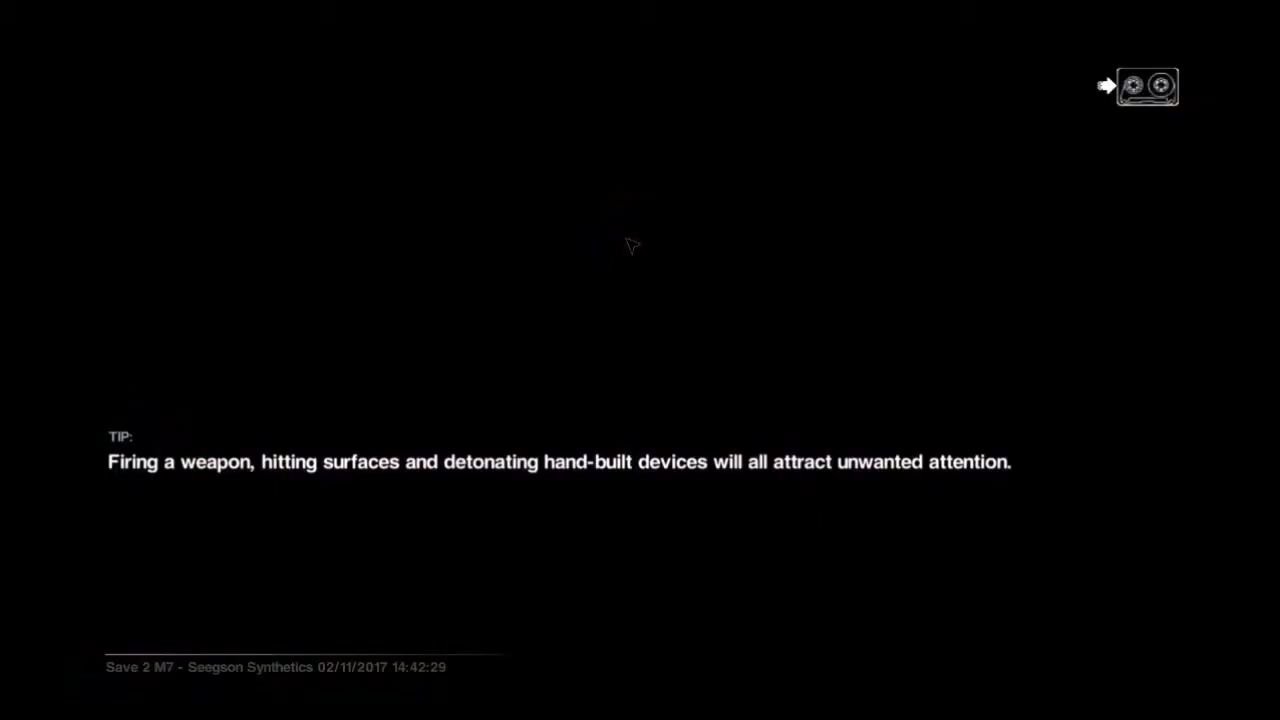 TIP:
Firing a weapon, hitting surfaces and detonating hand-built devices will all attract unwanted attention.
Save 2 M7 - Seegson Synthetics 02/11/2017 14:42:29